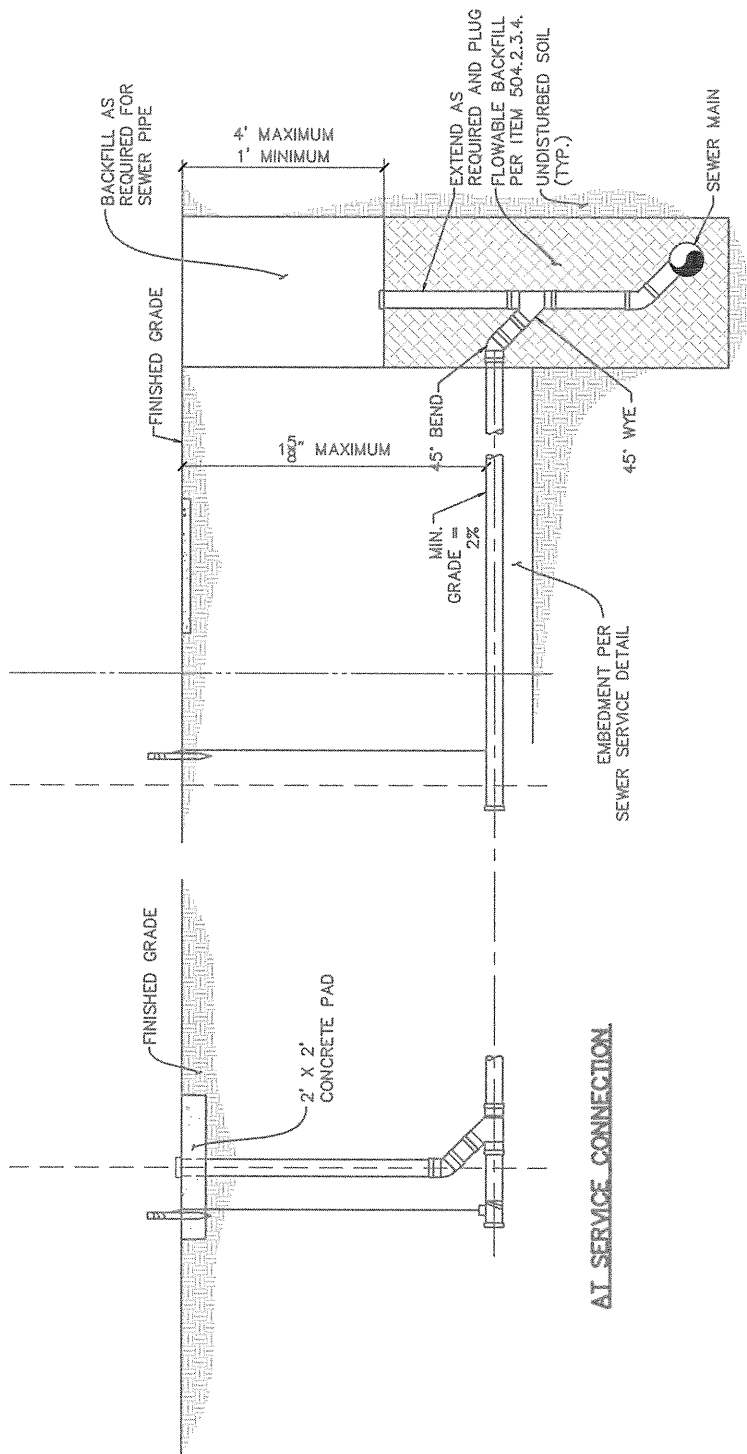 FINISHED GRADE
2' X 2'
CONCRETE PAD
AT SERVICE CONNECTION
FINISHED GRADE
BACKFILL AS
REQUIRED FOR
SEWER PIPE
4' MAXIMUM
1' MINIMUM
1⅝" MAXIMUM
MIN.
GRADE =
2%
45° BEND
EXTEND AS
REQUIRED AND PLUG
FLOWABLE BACKFILL
PER ITEM 504.2.3.4.
UNDISTURBED SOIL
(TYP.)
45° WYE
SEWER MAIN
EMBEDMENT PER
SEWER SERVICE DETAIL